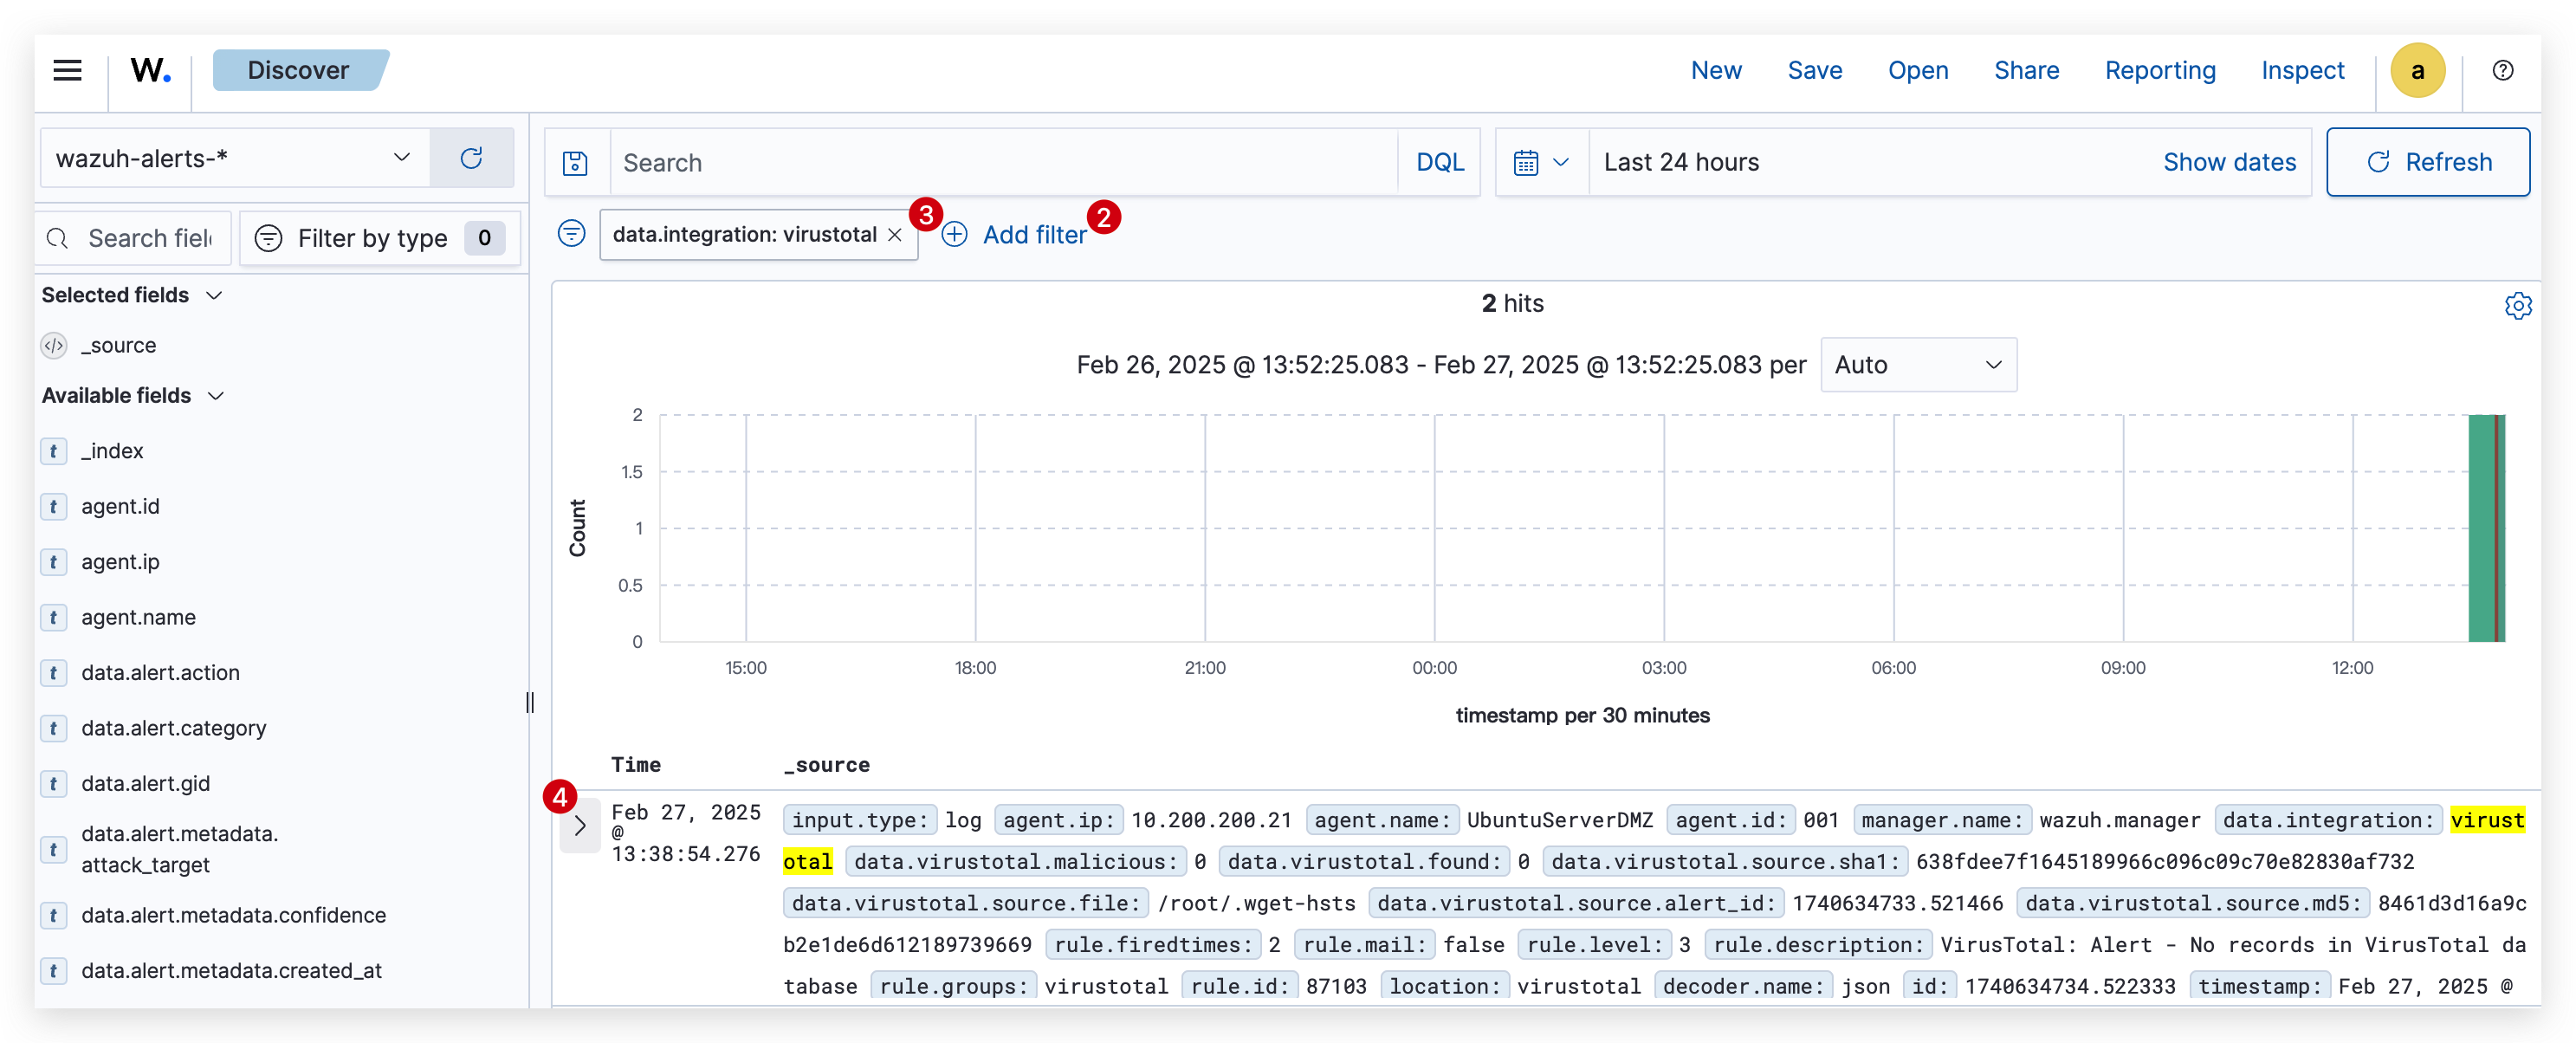 W. Discover New Save Open Share Reporting Inspect a
wazuh-alerts-*
Search DQL Last 24 hours Show dates Refresh
Search fiel Filter by type 0
data.integration: virustotal × 3 Add filter 2
Selected fields
_source
Available fields
t _index
t agent.id
t agent.ip
t agent.name
t data.alert.action
t data.alert.category
t data.alert.gid
t data.alert.metadata.
attack_target
t data.alert.metadata.confidence
t data.alert.metadata.created_at
2 hits
Feb 26, 2025 @ 13:52:25.083 - Feb 27, 2025 @ 13:52:25.083 per Auto
Count
2
1.5
1
0.5
0
15:00 18:00 21:00 00:00 03:00 06:00 09:00 12:00
timestamp per 30 minutes
Time _source
4
Feb 27, 2025
@
13:38:54.276
input.type: log agent.ip: 10.200.200.21 agent.name: UbuntuServerDMZ agent.id: 001 manager.name: wazuh.manager data.integration: virust
otal data.virustotal.malicious: 0 data.virustotal.found: 0 data.virustotal.source.sha1: 638fdee7f1645189966c096c09c70e82830af732
data.virustotal.source.file: /root/.wget-hsts data.virustotal.source.alert_id: 1740634733.521466 data.virustotal.source.md5: 8461d3d16a9c
b2e1de6d612189739669 rule.firedtimes: 2 rule.mail: false rule.level: 3 rule.description: VirusTotal: Alert - No records in VirusTotal da
tabase rule.groups: virustotal rule.id: 87103 location: virustotal decoder.name: json id: 1740634734.522333 timestamp: Feb 27, 2025 @